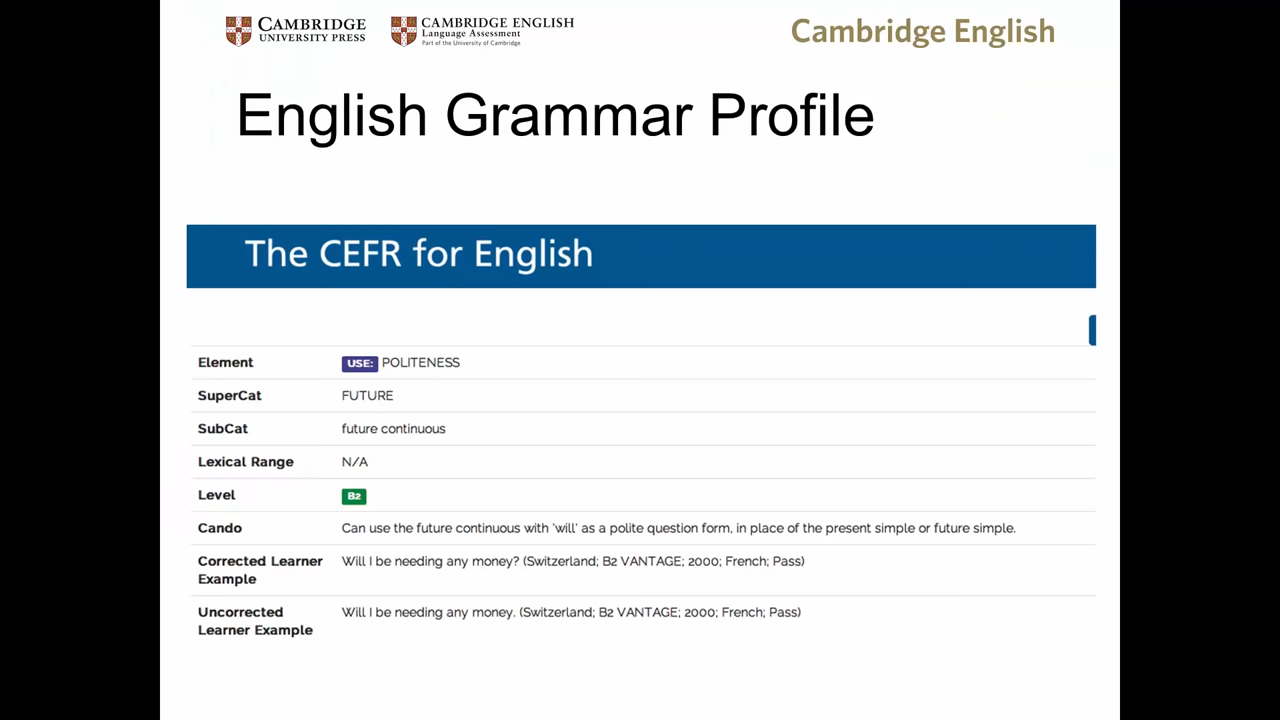 CAMBRIDGE
UNIVERSITY PRESS
CAMBRIDGE ENGLISH
Language Assessment
Part of the University of Cambridge
Cambridge English
English Grammar Profile
The CEFR for English
Element USE: POLITENESS
SuperCat FUTURE
SubCat future continuous
Lexical Range N/A
Level B2
Cando Can use the future continuous with 'will' as a polite question form, in place of the present simple or future simple.
Corrected Learner Will I be needing any money? (Switzerland; B2 VANTAGE; 2000; French; Pass)
Example
Uncorrected Will I be needing any money. (Switzerland; B2 VANTAGE; 2000; French; Pass)
Learner Example